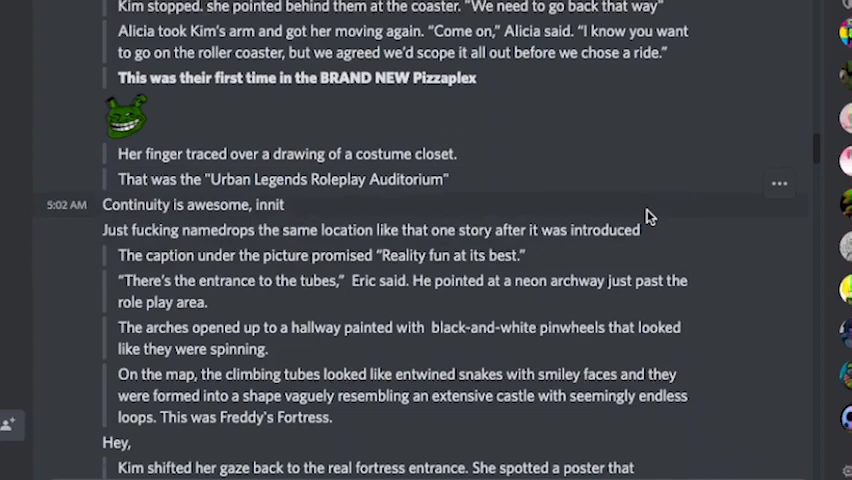 Kim stopped. she pointed behind them at the coaster. "We need to go back that way"
Alicia took Kim's arm and got her moving again. “Come on,” Alicia said. “I know you want
to go on the roller coaster, but we agreed we’d scope it all out before we chose a ride.”
This was their first time in the BRAND NEW Pizzaplex
Her finger traced over a drawing of a costume closet.
That was the "Urban Legends Roleplay Auditorium"
5:02 AM Continuity is awesome, innit
Just fucking namedrops the same location like that one story after it was introduced
The caption under the picture promised “Reality fun at its best.”
“There’s the entrance to the tubes,” Eric said. He pointed at a neon archway just past the
role play area.
The arches opened up to a hallway painted with black-and-white pinwheels that looked
like they were spinning.
On the map, the climbing tubes looked like entwined snakes with smiley faces and they
were formed into a shape vaguely resembling an extensive castle with seemingly endless
loops. This was Freddy’s Fortress.
Hey,
Kim shifted her gaze back to the real fortress entrance. She spotted a poster that